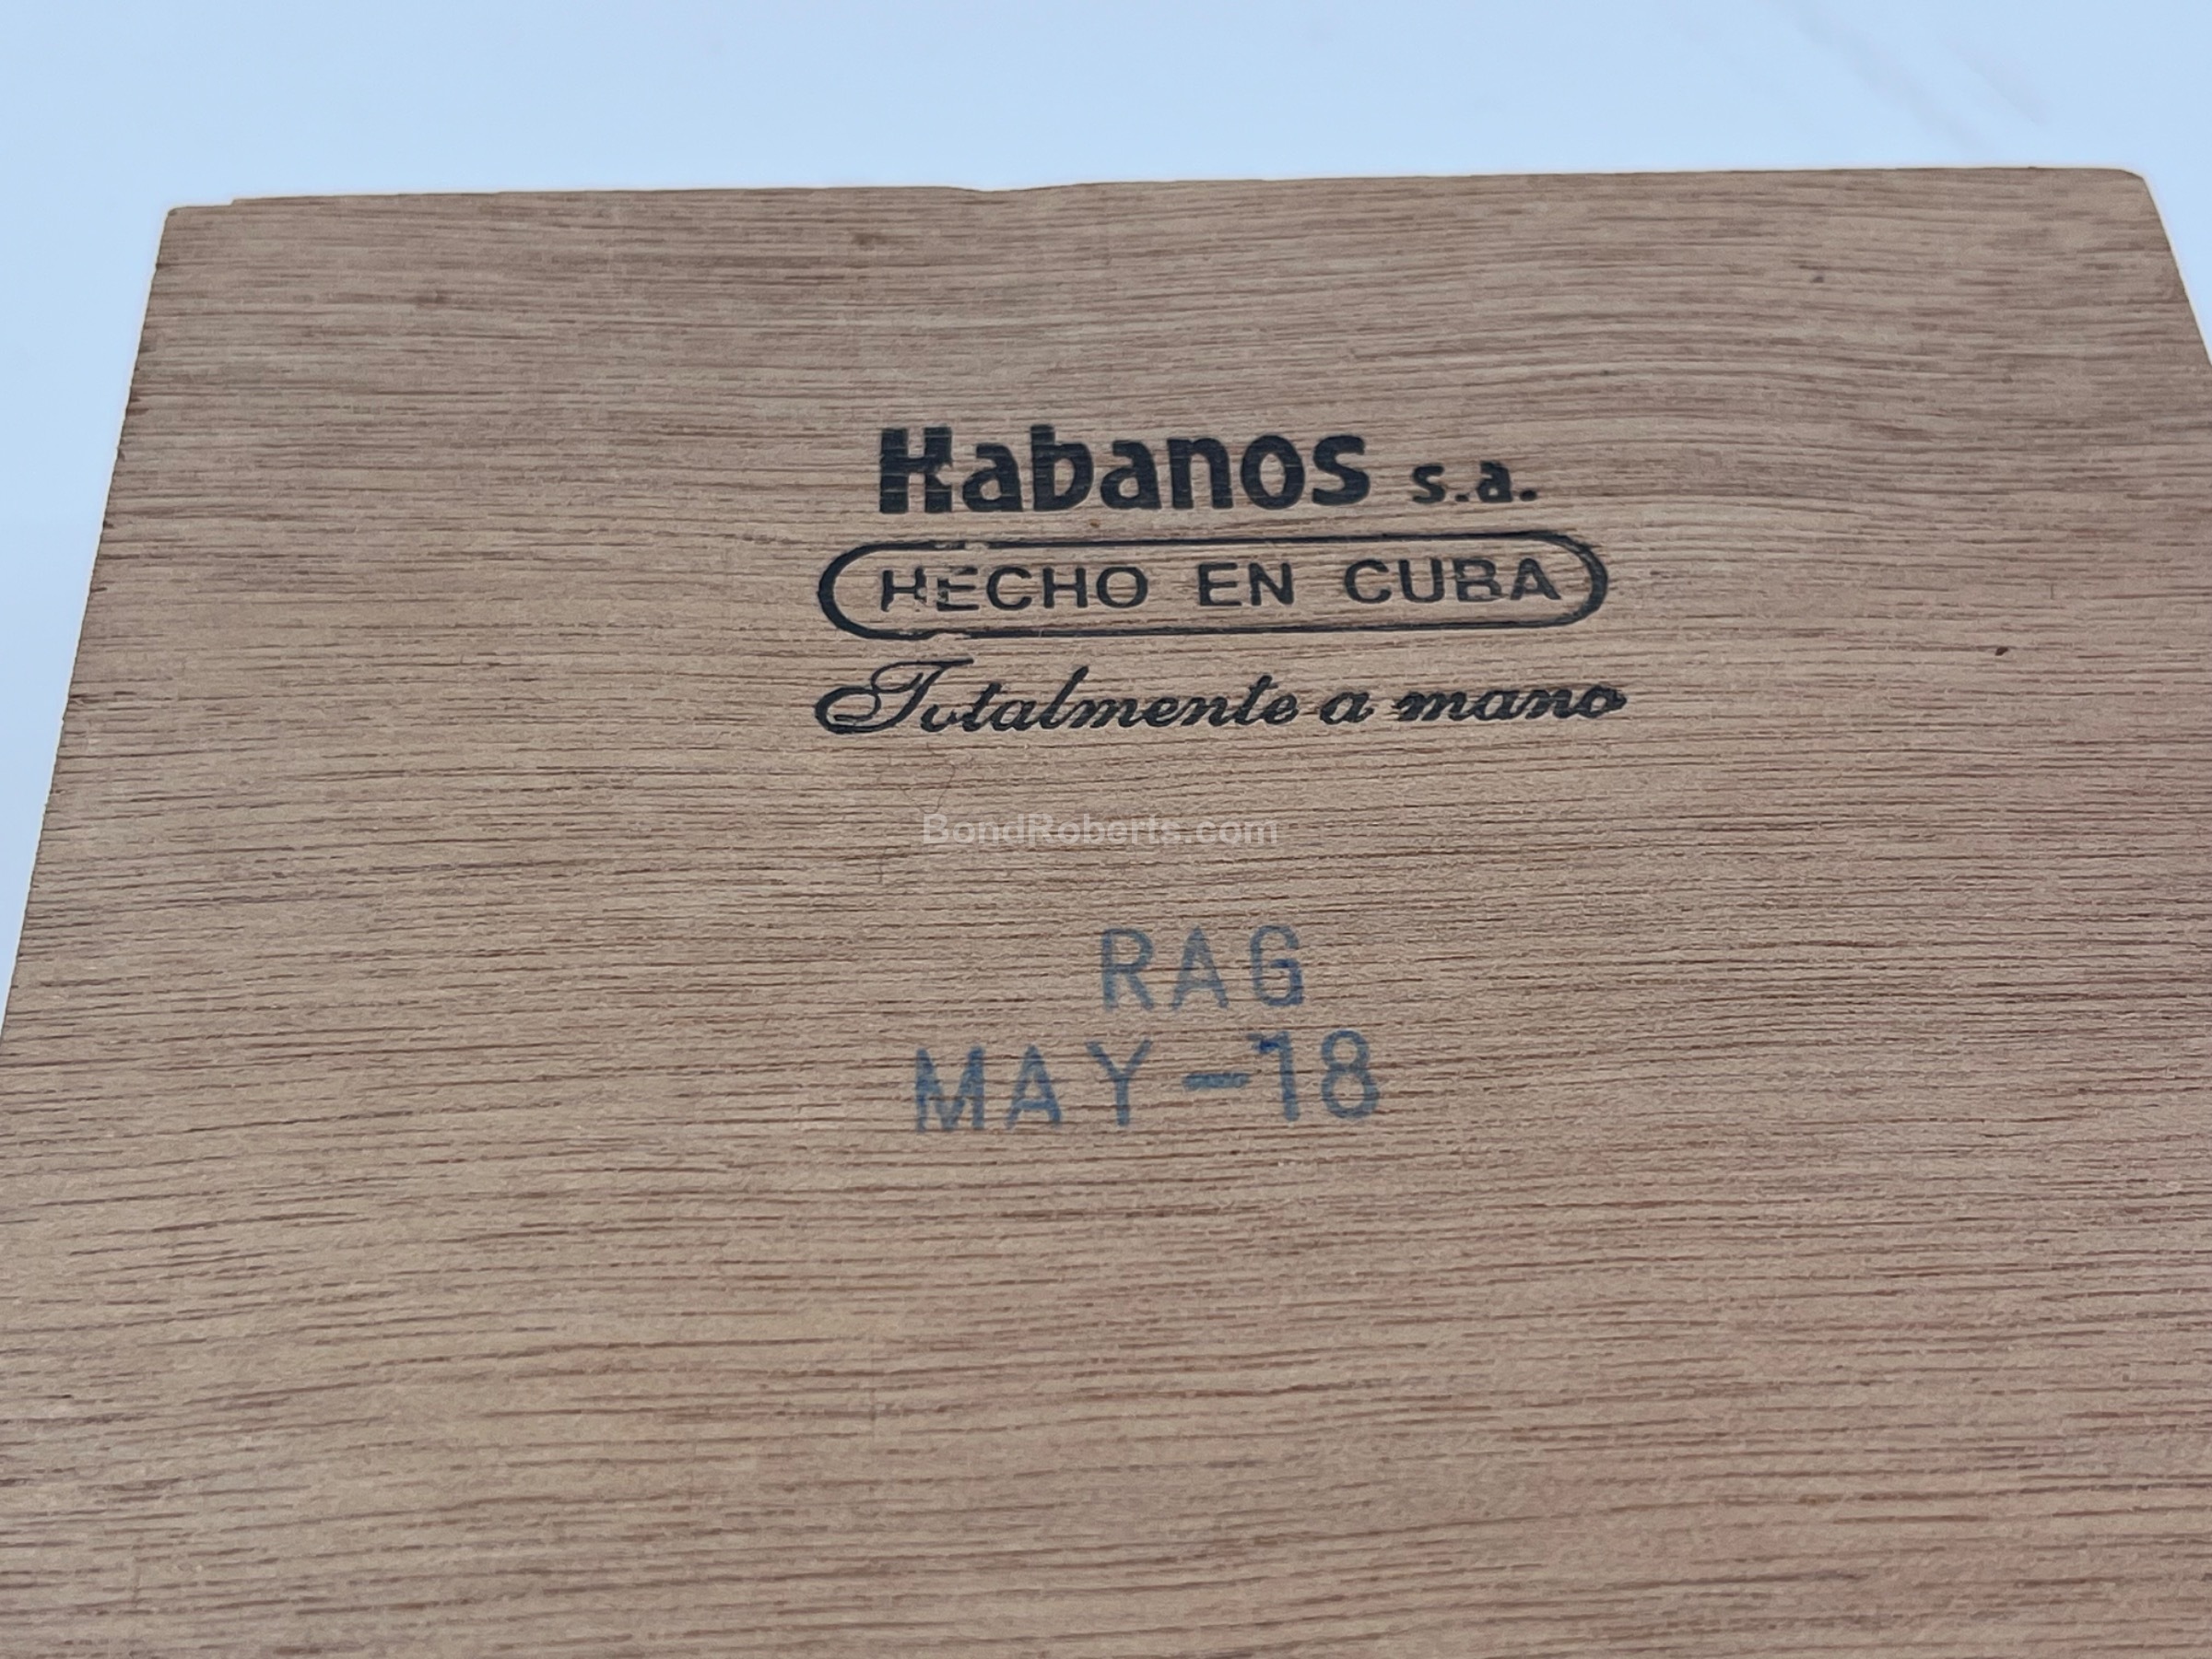 Habanos s.a.
HECHO EN CUBA
Totalmente a mano
BondRoberts.com
RAG
MAY-18